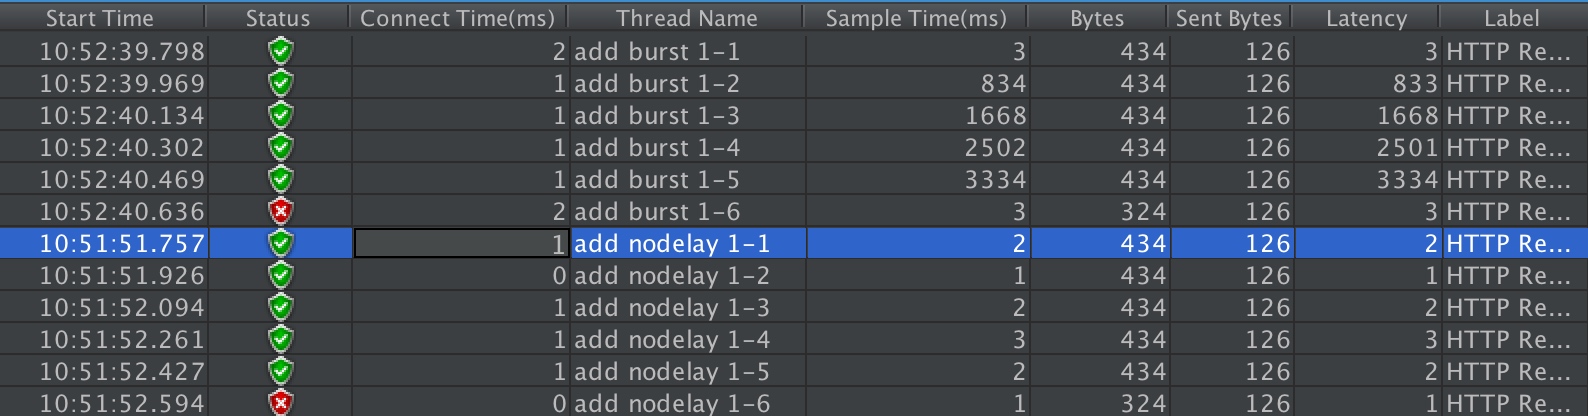 Start Time Status Connect Time(ms) Thread Name Sample Time(ms) Bytes Sent Bytes Latency Label
10:52:39.798 2 add burst 1-1 3 434 126 3 HTTP Re...
10:52:39.969 1 add burst 1-2 834 434 126 833 HTTP Re...
10:52:40.134 1 add burst 1-3 1668 434 126 1668 HTTP Re...
10:52:40.302 1 add burst 1-4 2502 434 126 2501 HTTP Re...
10:52:40.469 1 add burst 1-5 3334 434 126 3334 HTTP Re...
10:52:40.636 2 add burst 1-6 3 324 126 3 HTTP Re...
10:51:51.757 1 add nodelay 1-1 2 434 126 2 HTTP Re...
10:51:51.926 0 add nodelay 1-2 1 434 126 1 HTTP Re...
10:51:52.094 1 add nodelay 1-3 2 434 126 2 HTTP Re...
10:51:52.261 1 add nodelay 1-4 3 434 126 3 HTTP Re...
10:51:52.427 1 add nodelay 1-5 2 434 126 2 HTTP Re...
10:51:52.594 0 add nodelay 1-6 1 324 126 1 HTTP Re...